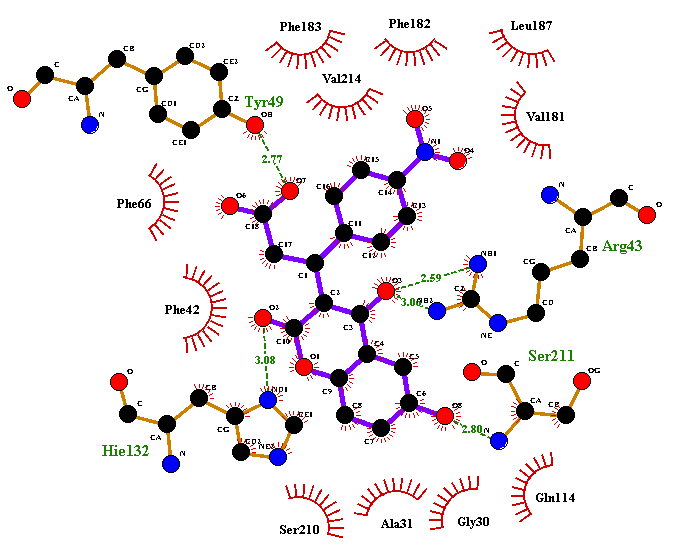 Phe183
Phe182
Leu187
Val214
Val181
Tyr49
Phe66
Phe42
Arg43
Ser211
Hie132
Gln114
Ser210
Ala31
Gly30
2.77
2.59
3.06
3.08
2.80
O
C
CA
N
CB
CG
CD2
CE2
CZ
OH
CD1
CE1
O7
O6
C18
C17
C1
C2
C3
O3
C4
C5
C6
O8
C7
C8
C9
O1
C10
O2
C11
C12
C13
C14
C15
C16
N1
O5
O4
N
C
O
CA
CB
CG
CD
NE
CZ
NH1
NH2
O
C
CA
N
CB
OG
O
C
CA
N
CB
CG
ND1
CE1
NE2
CD2